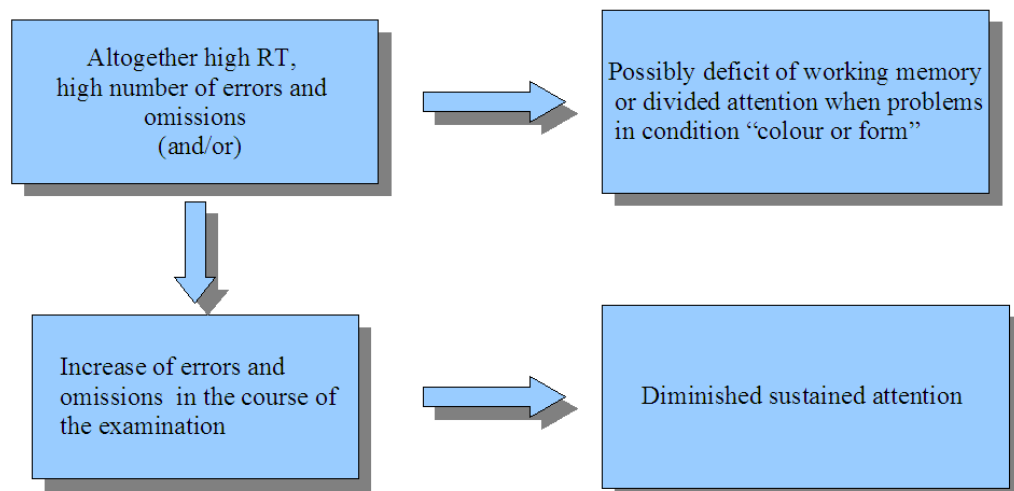 Altogether high RT,
high number of errors and
omissions
(and/or)
Possibly deficit of working memory
or divided attention when problems
in condition “colour or form”
Increase of errors and
omissions in the course of
the examination
Diminished sustained attention